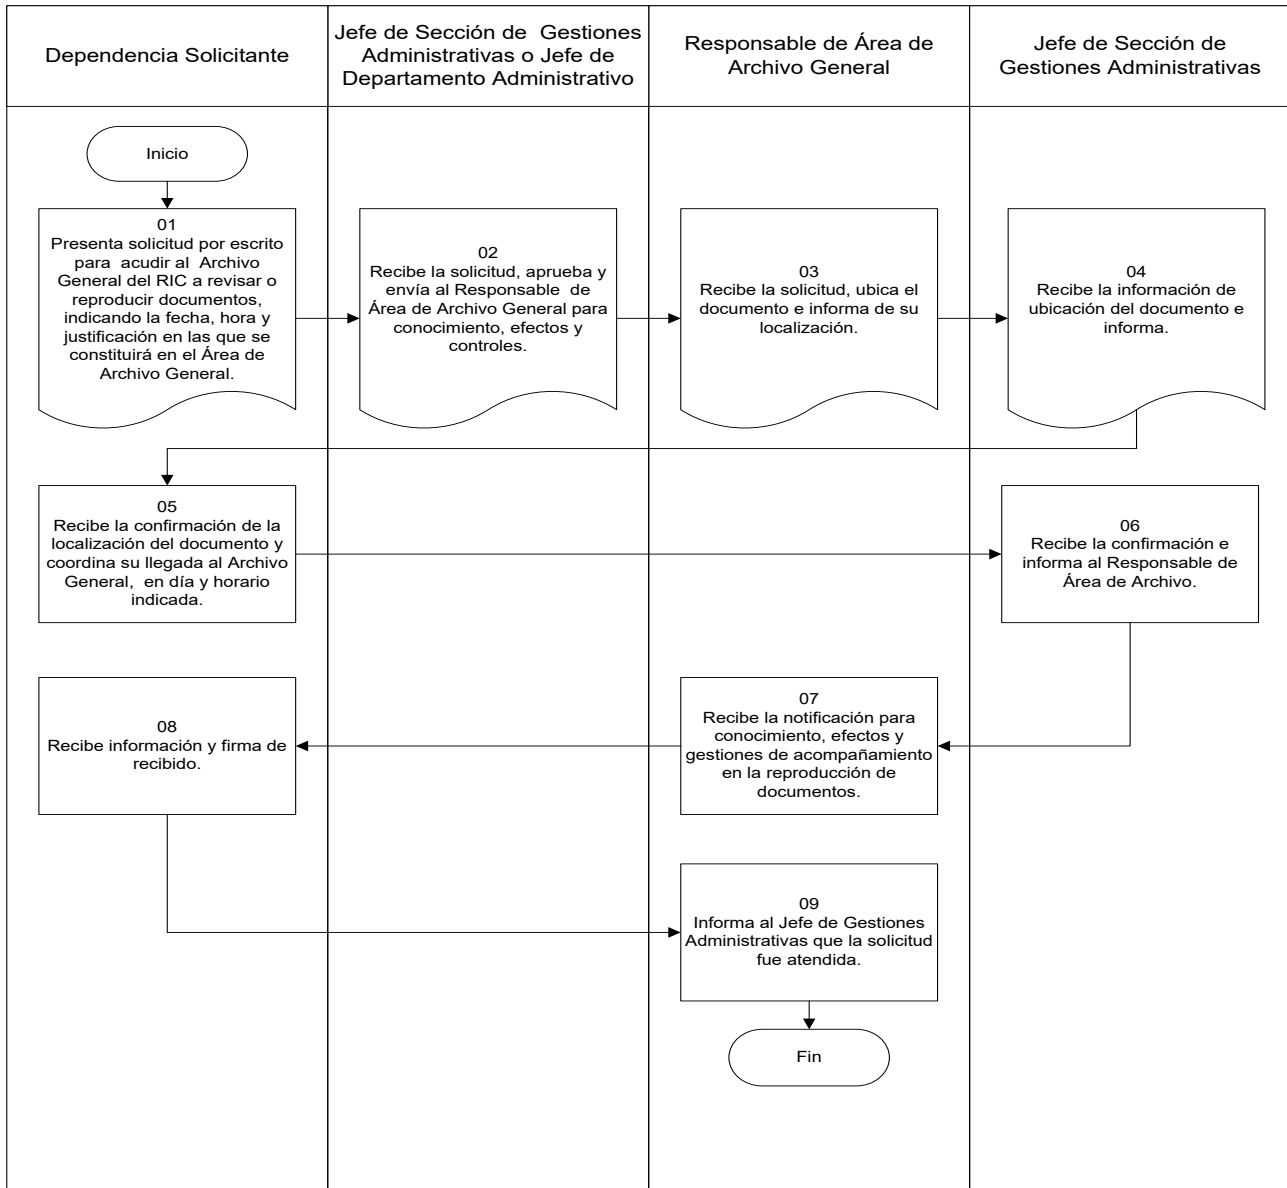 Dependencia Solicitante
Jefe de Sección de Gestiones
Administrativas o Jefe de
Departamento Administrativo
Responsable de Área de
Archivo General
Jefe de Sección de
Gestiones Administrativas
Inicio
01
Presenta solicitud por escrito
para acudir al Archivo
General del RIC a revisar o
reproducir documentos,
indicando la fecha, hora y
justificación en las que se
constituirá en el Área de
Archivo General.
02
Recibe la solicitud, aprueba y
envía al Responsable de
Área de Archivo General para
conocimiento, efectos y
controles.
03
Recibe la solicitud, ubica el
documento e informa de su
localización.
04
Recibe la información de
ubicación del documento e
informa.
05
Recibe la confirmación de la
localización del documento y
coordina su llegada al Archivo
General, en día y horario
indicada.
06
Recibe la confirmación e
informa al Responsable de
Área de Archivo.
07
Recibe la notificación para
conocimiento, efectos y
gestiones de acompañamiento
en la reproducción de
documentos.
08
Recibe información y firma de
recibido.
09
Informa al Jefe de Gestiones
Administrativas que la solicitud
fue atendida.
Fin